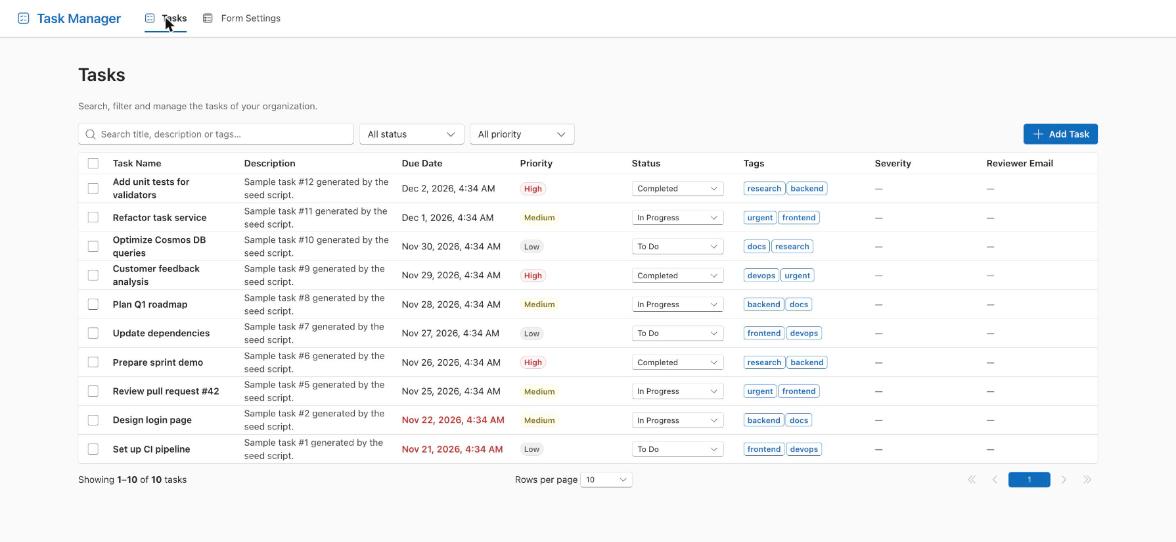 Task Manager
Tasks
Form Settings
Tasks
Search, filter and manage the tasks of your organization.
Search title, description or tags...
All status
All priority
Add Task
Task Name Description Due Date Priority Status Tags Severity Reviewer Email
Add unit tests for validators Sample task #12 generated by the seed script. Dec 2, 2026, 4:34 AM High Completed research backend — —
Refactor task service Sample task #11 generated by the seed script. Dec 1, 2026, 4:34 AM Medium In Progress urgent frontend — —
Optimize Cosmos DB queries Sample task #10 generated by the seed script. Nov 30, 2026, 4:34 AM Low To Do docs research — —
Customer feedback analysis Sample task #9 generated by the seed script. Nov 29, 2026, 4:34 AM High Completed devops urgent — —
Plan Q1 roadmap Sample task #8 generated by the seed script. Nov 28, 2026, 4:34 AM Medium In Progress backend docs — —
Update dependencies Sample task #7 generated by the seed script. Nov 27, 2026, 4:34 AM Low To Do frontend devops — —
Prepare sprint demo Sample task #6 generated by the seed script. Nov 26, 2026, 4:34 AM High Completed research backend — —
Review pull request #42 Sample task #5 generated by the seed script. Nov 25, 2026, 4:34 AM Medium In Progress urgent frontend — —
Design login page Sample task #2 generated by the seed script. Nov 22, 2026, 4:34 AM Medium In Progress backend docs — —
Set up CI pipeline Sample task #1 generated by the seed script. Nov 21, 2026, 4:34 AM Low To Do frontend devops — —
Showing 1–10 of 10 tasks
Rows per page 10
1